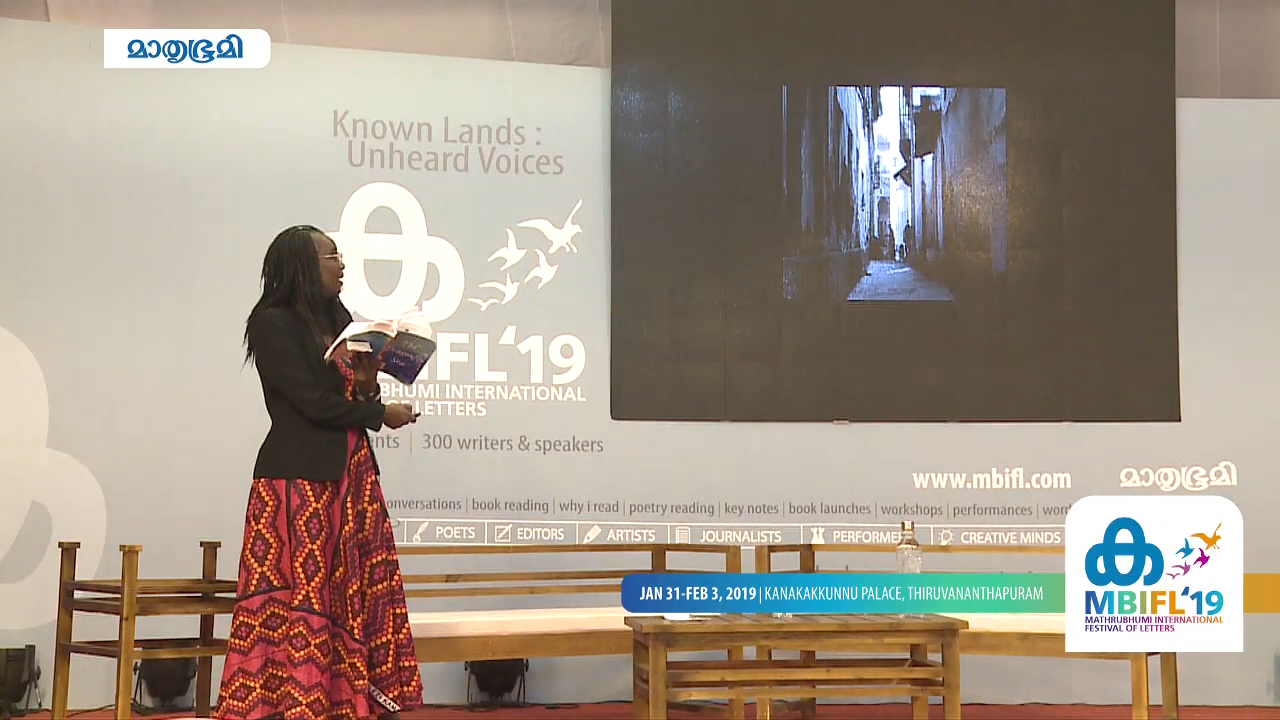 മാതൃഭൂമി
Known Lands :
Unheard Voices
ക
MBIFL'19
BHUMI INTERNATIONAL
OF LETTERS
ents | 300 writers & speakers
www.mbifl.com
മാതൃഭൂമി
onversations | book reading | why i read | poetry reading | key notes | book launches | workshops | performances | word
POETS EDITORS ARTISTS JOURNALISTS PERFORME CREATIVE MINDS
JAN 31-FEB 3, 2019 | KANAKAKKUNNU PALACE, THIRUVANANTHAPURAM
ക
MBIFL'19
MATHRUBHUMI INTERNATIONAL
FESTIVAL OF LETTERS